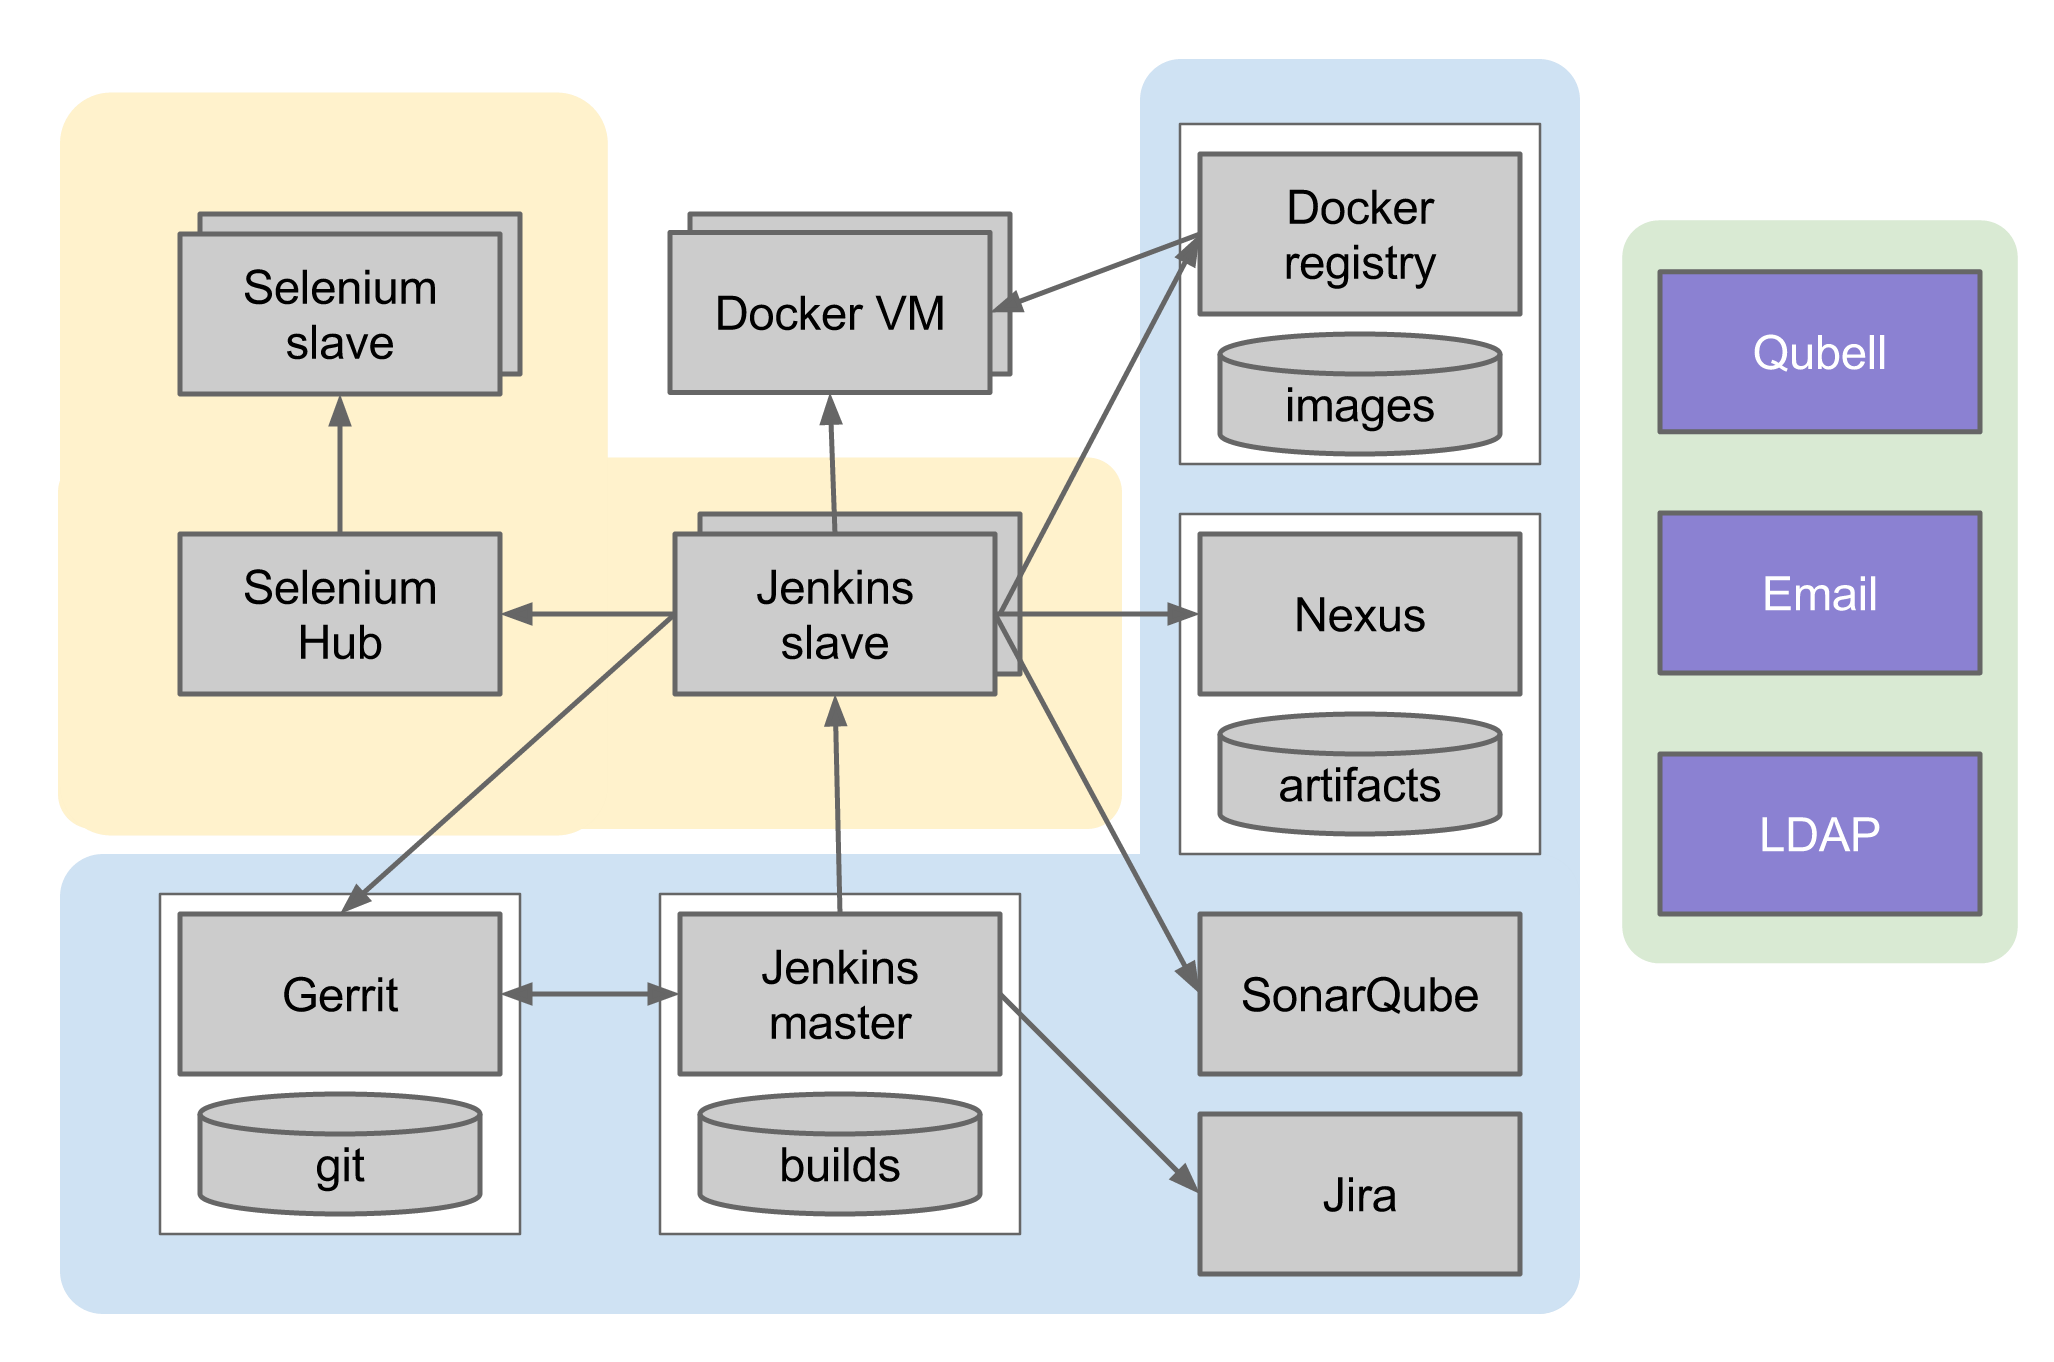 Selenium
slave
Docker VM
Docker
registry
images
Qubell
Selenium
Hub
Jenkins
slave
Nexus
artifacts
Email
LDAP
Gerrit
git
Jenkins
master
builds
SonarQube
Jira